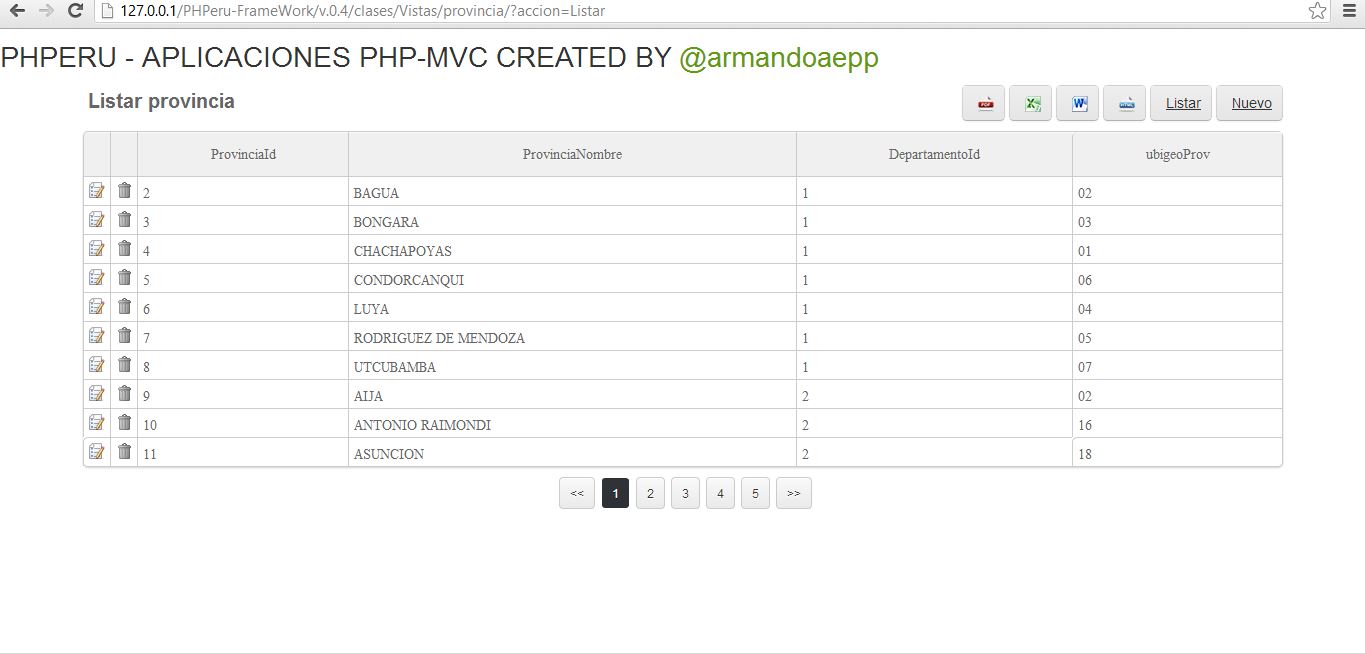 127.0.0.1/PHPeru-FrameWork/v.0.4/clases/Vistas/provincia/?accion=Listar
PHPERU - APLICACIONES PHP-MVC CREATED BY @armandoaepp
Listar provincia
PDF X W HTML Listar Nuevo
ProvinciaId ProvinciaNombre DepartamentoId ubigeoProv
2 BAGUA 1 02
3 BONGARA 1 03
4 CHACHAPOYAS 1 01
5 CONDORCANQUI 1 06
6 LUYA 1 04
7 RODRIGUEZ DE MENDOZA 1 05
8 UTCUBAMBA 1 07
9 AIJA 2 02
10 ANTONIO RAIMONDI 2 16
11 ASUNCION 2 18
<< 1 2 3 4 5 >>